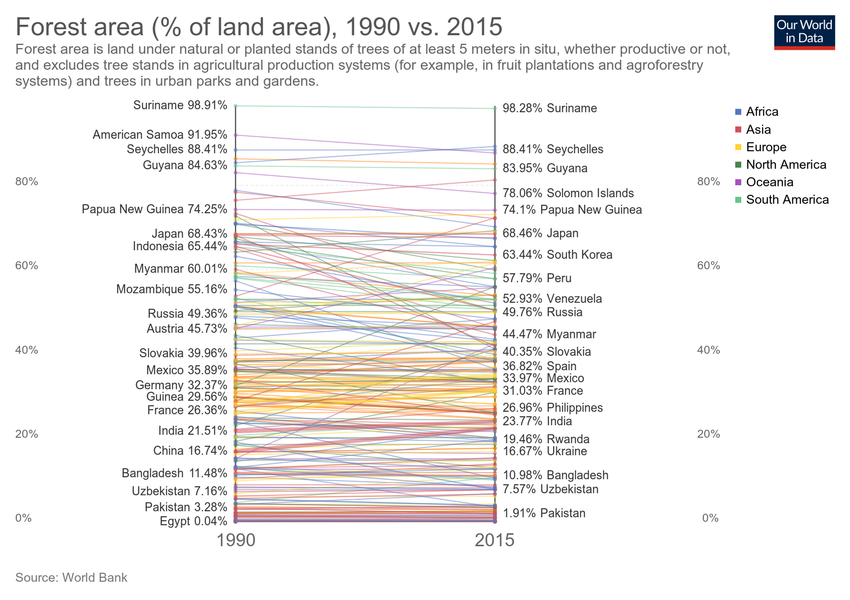 Forest area (% of land area), 1990 vs. 2015
Our World
in Data
Forest area is land under natural or planted stands of trees of at least 5 meters in situ, whether productive or not,
and excludes tree stands in agricultural production systems (for example, in fruit plantations and agroforestry
systems) and trees in urban parks and gardens.
Suriname 98.91%
American Samoa 91.95%
Seychelles 88.41%
Guyana 84.63%
Papua New Guinea 74.25%
Japan 68.43%
Indonesia 65.44%
Myanmar 60.01%
Mozambique 55.16%
Russia 49.36%
Austria 45.73%
Slovakia 39.96%
Mexico 35.89%
Germany 32.37%
Guinea 29.56%
France 26.36%
India 21.51%
China 16.74%
Bangladesh 11.48%
Uzbekistan 7.16%
Pakistan 3.28%
Egypt 0.04%
98.28% Suriname
88.41% Seychelles
83.95% Guyana
78.06% Solomon Islands
74.1% Papua New Guinea
68.46% Japan
63.44% South Korea
57.79% Peru
52.93% Venezuela
49.76% Russia
44.47% Myanmar
40.35% Slovakia
36.82% Spain
33.97% Mexico
31.03% France
26.96% Philippines
23.77% India
19.46% Rwanda
16.67% Ukraine
10.98% Bangladesh
7.57% Uzbekistan
1.91% Pakistan
80%
60%
40%
20%
0%
80%
60%
40%
20%
0%
Africa
Asia
Europe
North America
Oceania
South America
1990
2015
Source: World Bank